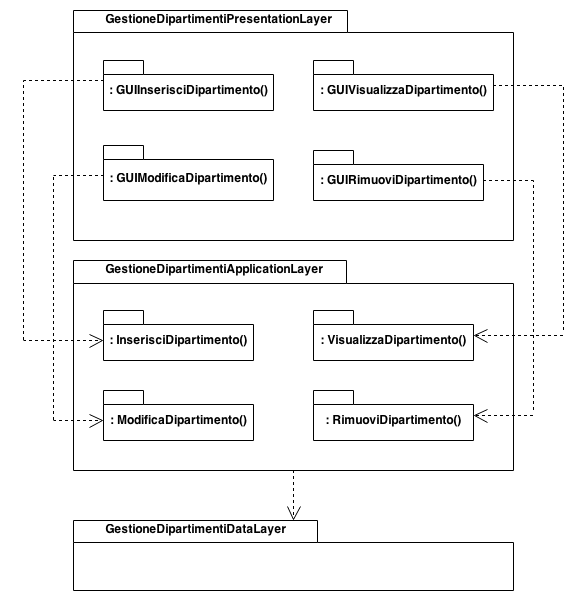 GestioneDipartimentiPresentationLayer
: GUIInserisciDipartimento()
: GUIVisualizzaDipartimento()
: GUIModificaDipartimento()
: GUIRimuoviDipartimento()
GestioneDipartimentiApplicationLayer
: InserisciDipartimento()
: VisualizzaDipartimento()
: ModificaDipartimento()
: RimuoviDipartimento()
GestioneDipartimentiDataLayer